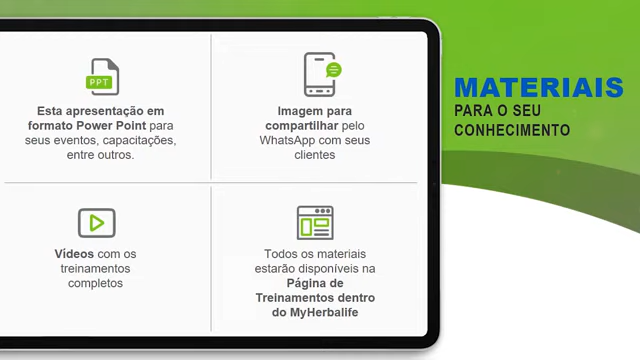 PPT
Esta apresentação em
formato Power Point para
seus eventos, capacitações,
entre outros.
Imagem para
compartilhar pelo
WhatsApp com seus
clientes
Vídeos com os
treinamentos
completos
Todos os materiais
estarão disponíveis na
Página de
Treinamentos dentro
do MyHerbalife
MATERIAIS
PARA O SEU
CONHECIMENTO